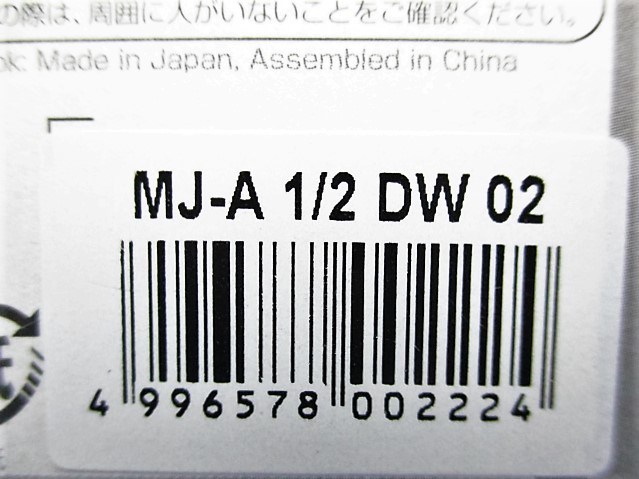 の際は、周囲に人がいないことをご確認ください。
ok: Made in Japan, Assembled in China
MJ-A 1/2 DW 02
4 996578 002224